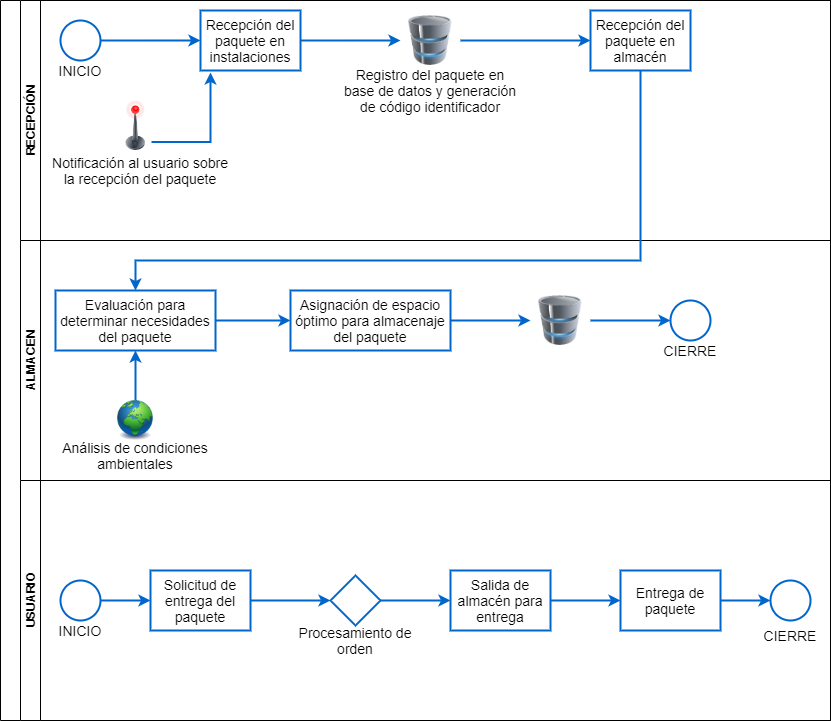 RECEPCIÓN
INICIO
Recepción del
paquete en
instalaciones
Registro del paquete en
base de datos y generación
de código identificador
Recepción del
paquete en
almacén
Notificación al usuario sobre
la recepción del paquete
ALMACEN
Evaluación para
determinar necesidades
del paquete
Asignación de espacio
óptimo para almacenaje
del paquete
CIERRE
Análisis de condiciones
ambientales
USUARIO
INICIO
Solicitud de
entrega del
paquete
Procesamiento de
orden
Salida de
almacén para
entrega
Entrega de
paquete
CIERRE